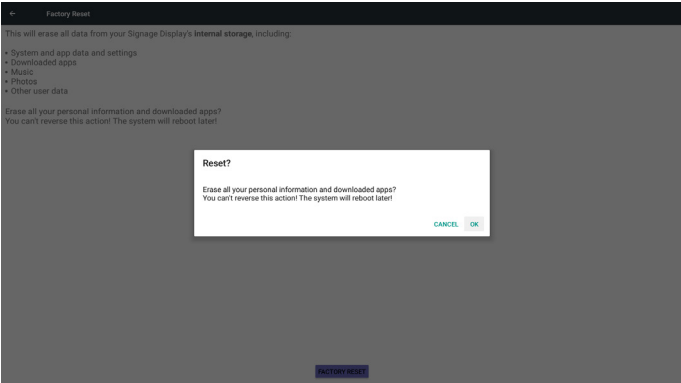 ← Factory Reset
This will erase all data from your Signage Display's internal storage, including:
• System and app data and settings
• Downloaded apps
• Music
• Photos
• Other user data
Erase all your personal information and downloaded apps?
You can't reverse this action! The system will reboot later!
Reset?
Erase all your personal information and downloaded apps?
You can't reverse this action! The system will reboot later!
CANCEL OK
FACTORY RESET